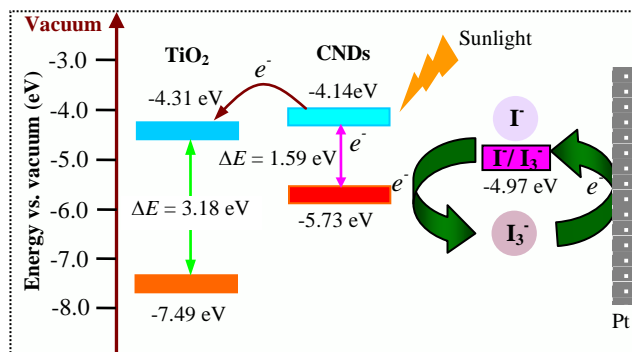 Vacuum
Energy vs. vacuum (eV)
-3.0
-4.0
-5.0
-6.0
-7.0
-8.0
TiO₂
-4.31 eV
ΔE = 3.18 eV
-7.49 eV
e⁻
CNDs
-4.14eV
e⁻
ΔE = 1.59 eV
-5.73 eV
Sunlight
e⁻
I⁻
I⁻/ I₃⁻
-4.97 eV
I₃⁻
e⁻
Pt